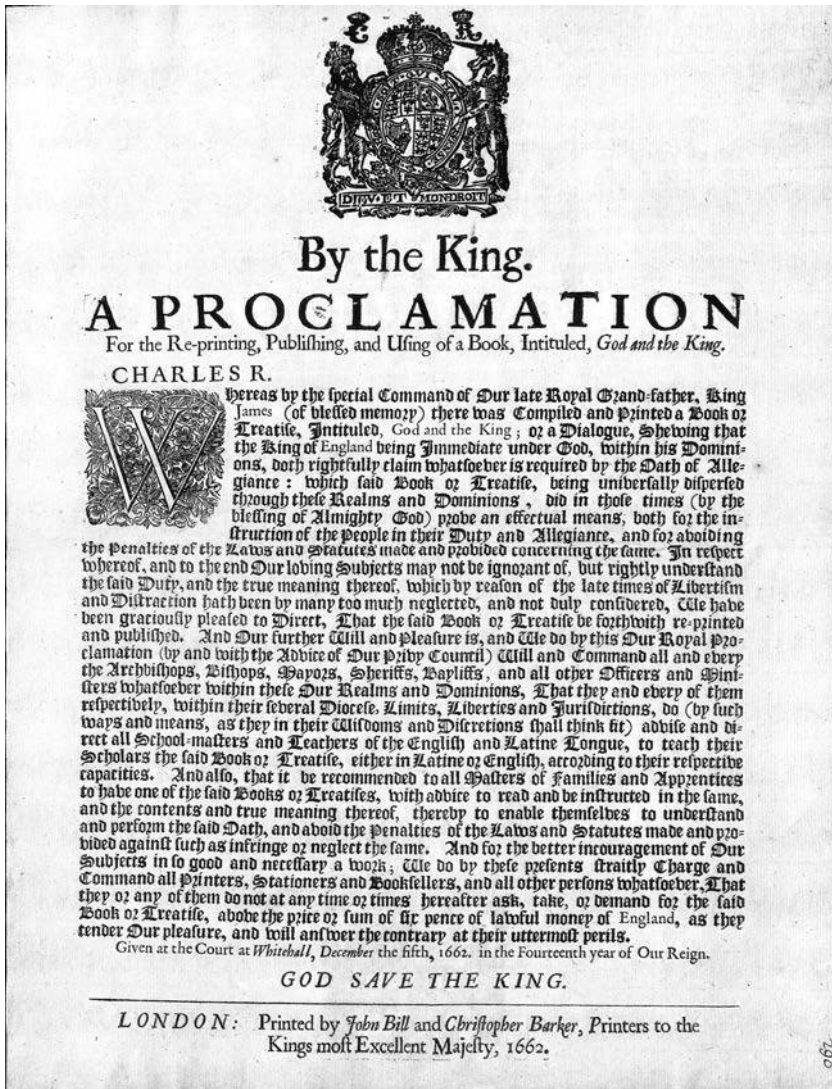 C R
DIEV·ET MON·DROIT
By the King.
A PROCLAMATION
For the Re-printing, Publiſhing, and Uſing of a Book, Intituled, God and the King.
CHARLES R.
Whereas by the ſpecial Command of Our late Royal Grand-father, King
James (of bleſſed memory) there was Compiled and Printed a Book or
Treatiſe, Intituled, God and the King; or a Dialogue, Shewing that
the King of England being Immediate under God, within his Domini-
ons, doth rightfully claim whatſoever is required by the Oath of Alle-
giance: which ſaid Book or Treatiſe, being univerſally diſperſed
through theſe Realms and Dominions, did in thoſe times (by the
bleſſing of Almighty God) probe an effectual means, both for the in-
ſtruction of the People in their Duty and Allegiance, and for avoiding
the Penalties of the Laws and Statutes made and provided concerning the ſame. In reſpect
whereof, and to the end Our loving Subjects may not be ignorant of, but rightly underſtand
the ſaid Duty, and the true meaning thereof, which by reaſon of the late times of Libertiſm
and Diſtraction hath been by many too much neglected, and not duly conſidered, We have
been graciouſly pleaſed to Direct, That the ſaid Book or Treatiſe be forthwith re-printed
and publiſhed. And Our further Will and Pleaſure is, and We do by this Our Royal Pro-
clamation (by and with the Advice of Our Privy Council) Will and Command all and every
the Archbiſhops, Biſhops, Mayors, Sheriffs, Bayliffs, and all other Officers and Mini-
ſters whatſoever within theſe Our Realms and Dominions, That they and every of them
reſpectively, within their ſeveral Dioceſe, Limits, Liberties and Juriſdictions, do (by ſuch
ways and means, as they in their Wiſdoms and Diſcretions ſhall think fit) adviſe and di-
rect all School-maſters and Teachers of the Engliſh and Latine Tongue, to teach their
Scholars the ſaid Book or Treatiſe, either in Latine or Engliſh, according to their reſpective
capacities. And alſo, that it be recommended to all Maſters of Families and Apprentices
to have one of the ſaid Books or Treatiſes, with advice to read and be inſtructed in the ſame,
and the contents and true meaning thereof, thereby to enable themſelves to underſtand
and perform the ſaid Oath, and avoid the Penalties of the Laws and Statutes made and pro-
vided againſt ſuch as infringe or neglect the ſame. And for the better incouragement of Our
Subjects in ſo good and neceſſary a work; We do by theſe preſents ſtraitly Charge and
Command all Printers, Stationers and Bookſellers, and all other perſons whatſoever, That
they or any of them do not at any time or times hereafter ask, take, or demand for the ſaid
Book or Treatiſe, above the price or ſum of ſix pence of lawful money of England, as they
tender Our pleaſure, and will anſwer the contrary at their uttermoſt perils.
Given at the Court at Whitehall, December the fifth, 1662. in the Fourteenth year of Our Reign.
GOD SAVE THE KING.
LONDON: Printed by John Bill and Chriſtopher Barker, Printers to the
Kings moſt Excellent Majeſty, 1662.
290